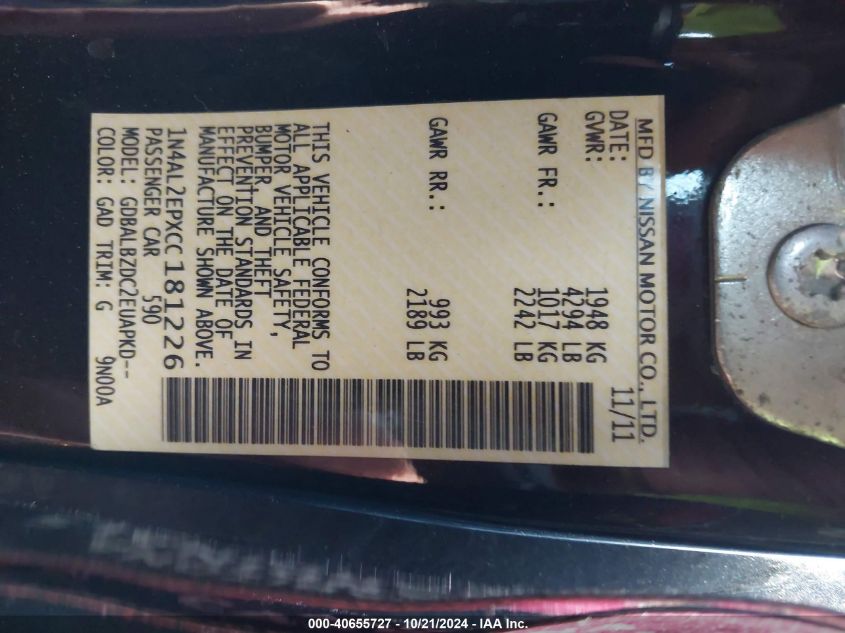 MFD BY NISSAN MOTOR CO., LTD.
DATE: 11/11
GVWR: 1948 KG
4294 LB
GAWR FR.: 1017 KG
2242 LB
GAWR RR.: 993 KG
2189 LB
THIS VEHICLE CONFORMS TO
ALL APPLICABLE FEDERAL
MOTOR VEHICLE SAFETY,
BUMPER, AND THEFT
PREVENTION STANDARDS IN
EFFECT ON THE DATE OF
MANUFACTURE SHOWN ABOVE.
1N4AL2EPXCC181226
PASSENGER CAR 590
MODEL: GDBALBZDC2EUAPKD--
COLOR: GAD TRIM: G 9N00A
000-40655727 - 10/21/2024 - IAA Inc.